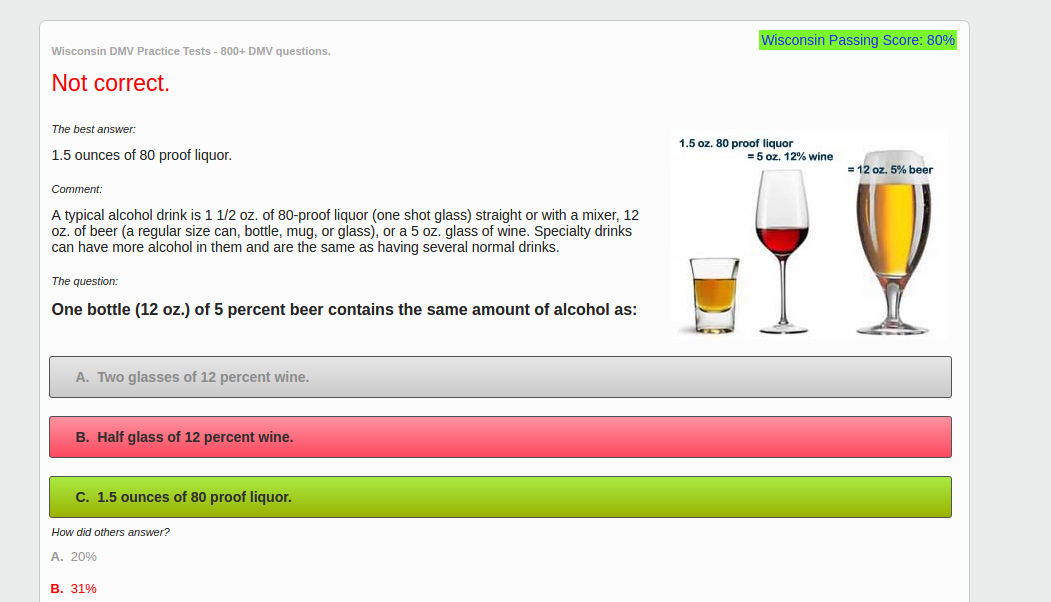 Wisconsin Passing Score: 80%
Wisconsin DMV Practice Tests - 800+ DMV questions.
Not correct.
The best answer:
1.5 ounces of 80 proof liquor.
Comment:
A typical alcohol drink is 1 1/2 oz. of 80-proof liquor (one shot glass) straight or with a mixer, 12
oz. of beer (a regular size can, bottle, mug, or glass), or a 5 oz. glass of wine. Specialty drinks
can have more alcohol in them and are the same as having several normal drinks.
The question:
One bottle (12 oz.) of 5 percent beer contains the same amount of alcohol as:
1.5 oz. 80 proof liquor
= 5 oz. 12% wine
= 12 oz. 5% beer
A. Two glasses of 12 percent wine.
B. Half glass of 12 percent wine.
C. 1.5 ounces of 80 proof liquor.
How did others answer?
A. 20%
B. 31%